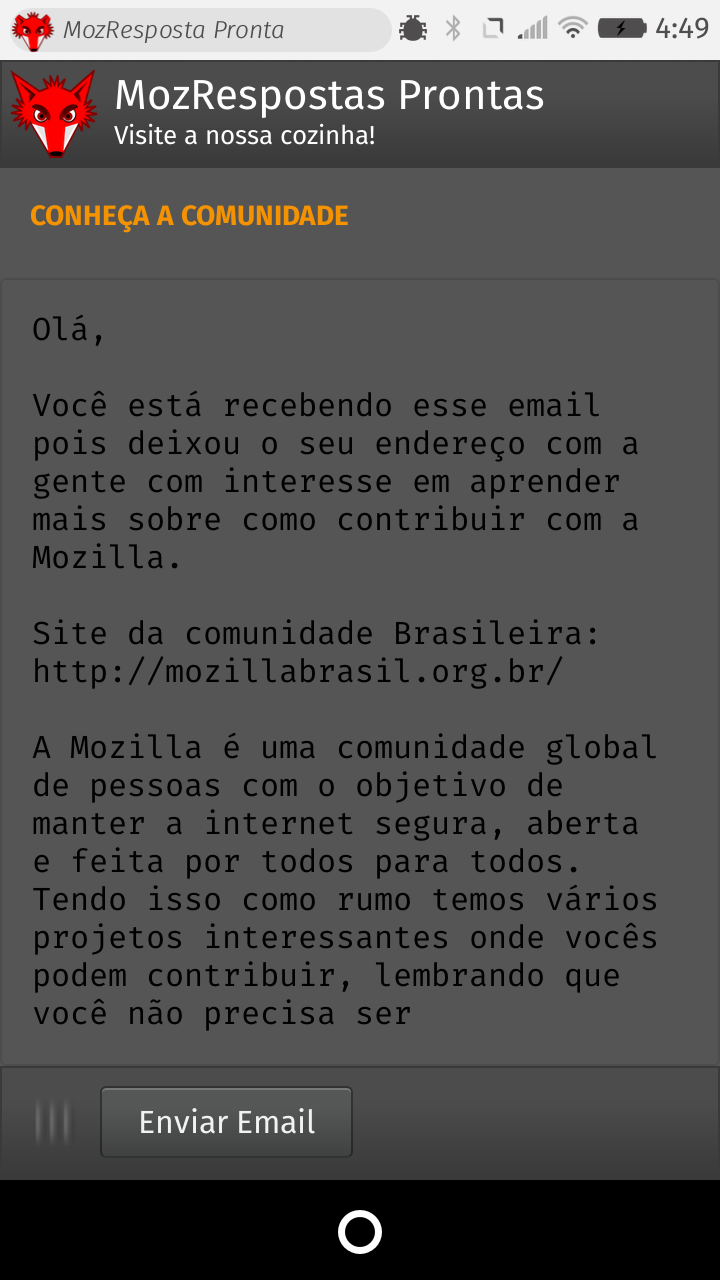 MozResposta Pronta
4:49
MozRespostas Prontas
Visite a nossa cozinha!
CONHEÇA A COMUNIDADE
Olá,
Você está recebendo esse email
pois deixou o seu endereço com a
gente com interesse em aprender
mais sobre como contribuir com a
Mozilla.
Site da comunidade Brasileira:
http://mozillabrasil.org.br/
A Mozilla é uma comunidade global
de pessoas com o objetivo de
manter a internet segura, aberta
e feita por todos para todos.
Tendo isso como rumo temos vários
projetos interessantes onde vocês
podem contribuir, lembrando que
você não precisa ser
Enviar Email